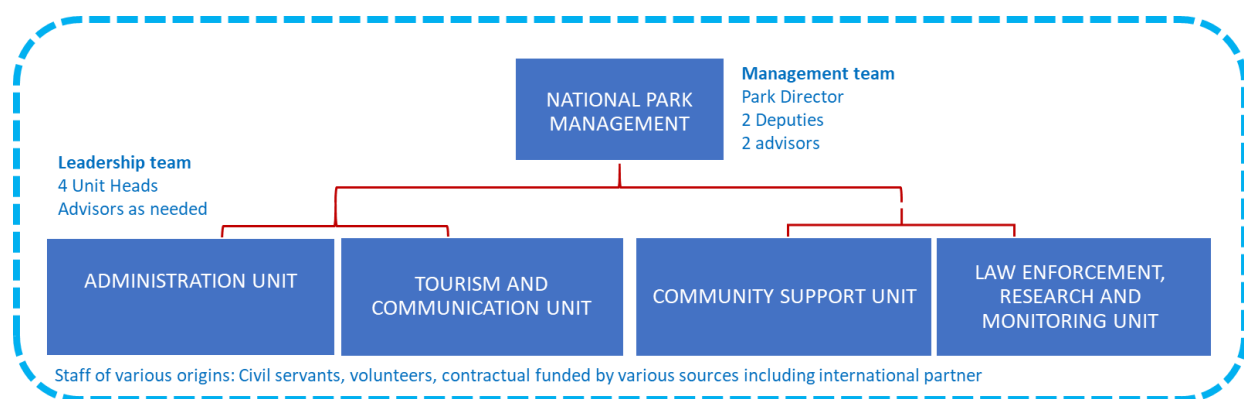 NATIONAL PARK
MANAGEMENT
Management team
Park Director
2 Deputies
2 advisors
Leadership team
4 Unit Heads
Advisors as needed
ADMINISTRATION UNIT
TOURISM AND
COMMUNICATION UNIT
COMMUNITY SUPPORT UNIT
LAW ENFORCEMENT,
RESEARCH AND
MONITORING UNIT
Staff of various origins: Civil servants, volunteers, contractual funded by various sources including international partner